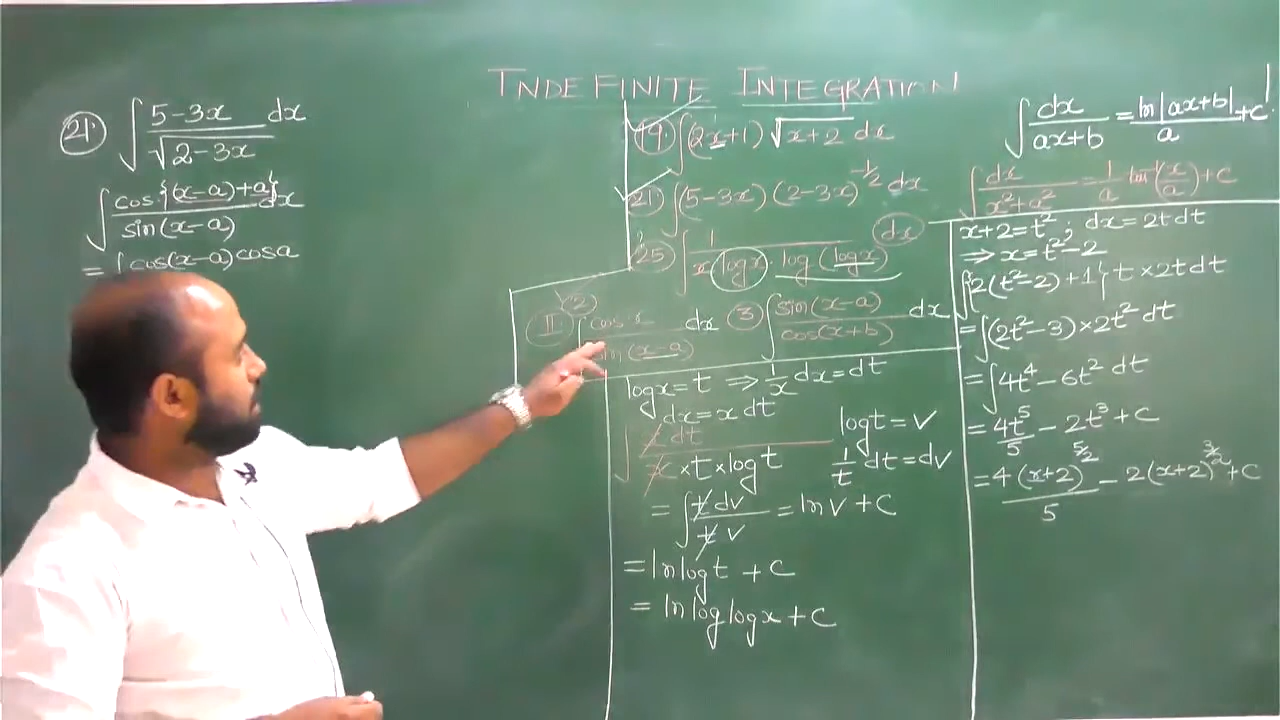 INDEFINITE INTEGRATION
21. ∫ 5-3x / √(2-3x) dx
∫ cos{(x-a)+a} / sin(x-a) dx
= ∫ cos(x-a) cosa
19. ∫(2x+1) √(x+2) dx
21) ∫(5-3x)(2-3x)^(-1/2) dx
25) ∫ 1 / x logx · log(logx) dx
II (2) ∫ cos x / sin(x-a) dx
3 ∫ sin(x-a) / cos(x+b) dx
logx=t ⇒ 1/x dx=dt
dx=x dt
∫ x dt / x×t×logt
logt=v
1/t dt=dv
= ∫ t dv / t v = ln v + c
= ln log t + c
= ln log log x + c
∫ dx / ax+b = ln|ax+b| / a + c
∫ dx / x²+a² = 1/a tan⁻¹(x/a) + c
x+2=t² ; dx=2t dt
⇒ x=t²-2
∫{2(t²-2)+1} t×2t dt
= ∫(2t²-3)×2t² dt
= ∫4t⁴-6t² dt
= 4t⁵/5 - 2t³ + c
= 4(x+2)^(5/2) / 5 - 2(x+2)^(3/2) + c